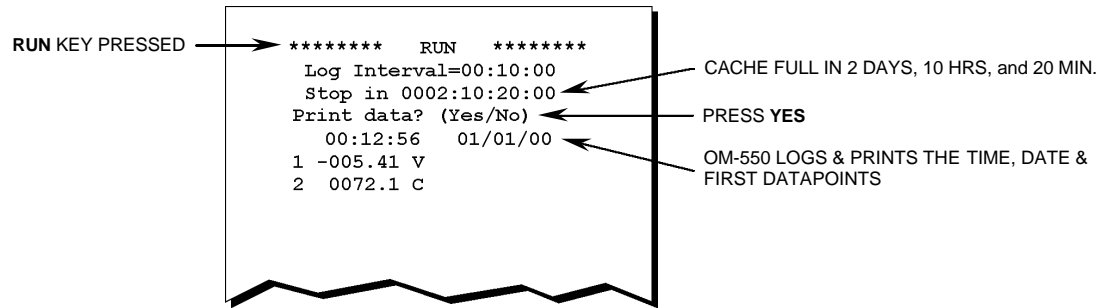 RUN KEY PRESSED
******** RUN ********
Log Interval=00:10:00
Stop in 0002:10:20:00
CACHE FULL IN 2 DAYS, 10 HRS, and 20 MIN.
Print data? (Yes/No)
PRESS YES
00:12:56 01/01/00
OM-550 LOGS & PRINTS THE TIME, DATE &
FIRST DATAPOINTS
1 -005.41 V
2 0072.1 C